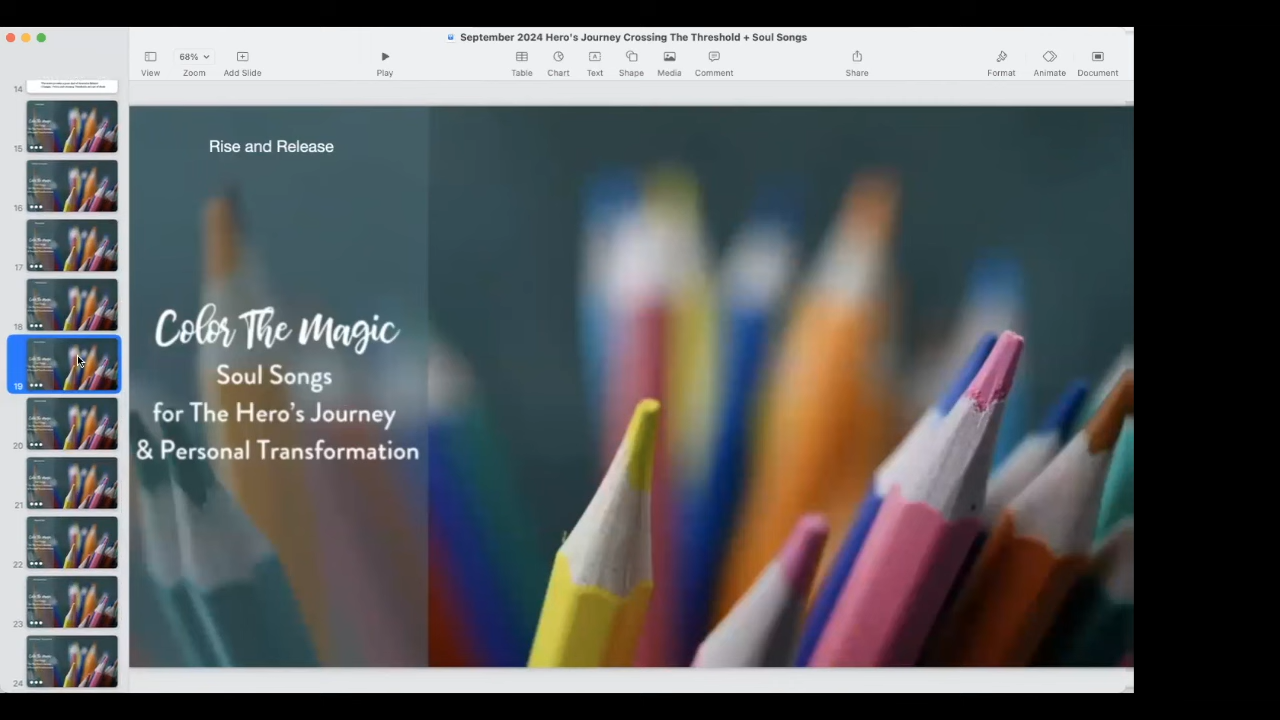 September 2024 Hero's Journey Crossing The Threshold + Soul Songs
68%
View
Zoom
Add Slide
Play
Table
Chart
Text
Shape
Media
Comment
Share
Format
Animate
Document
14
15
16
17
18
19
20
21
22
23
24
Rise and Release
Color The Magic
Soul Songs
for The Hero's Journey
& Personal Transformation